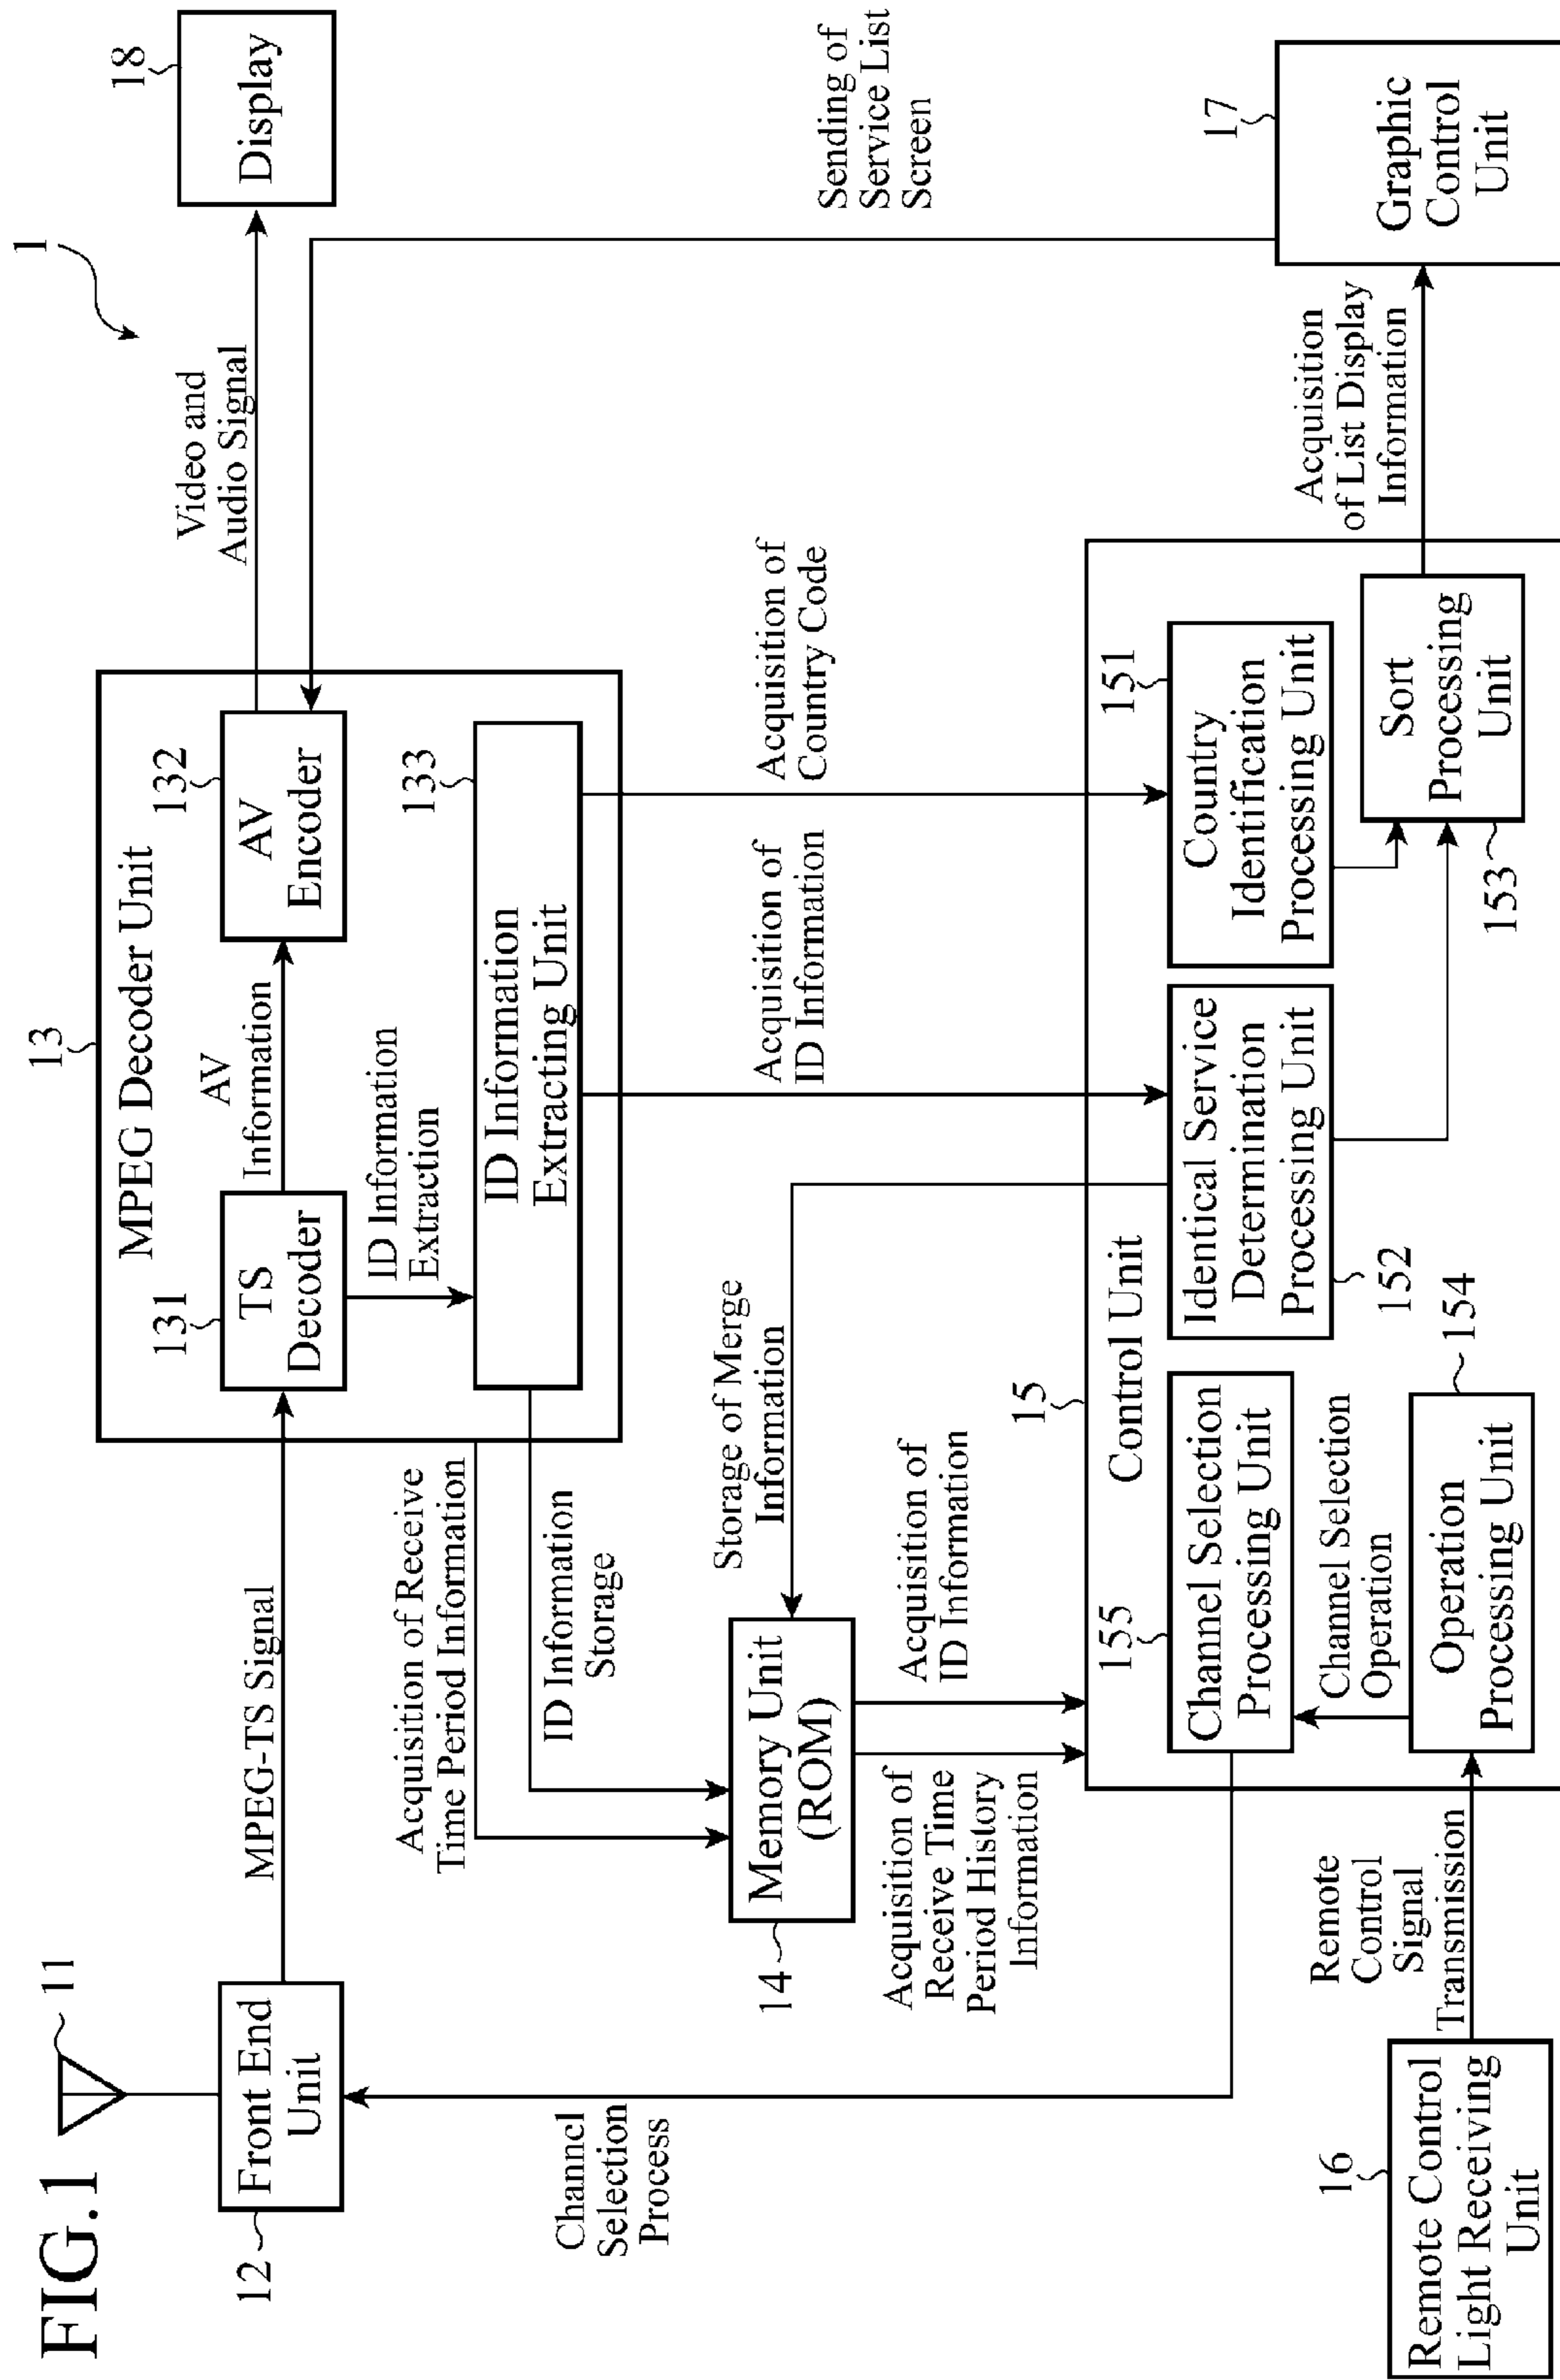 FIG.1
11
1
12
Front End
Unit
MPEG-TS Signal
13
MPEG Decoder Unit
131
TS
Decoder
AV
Information
132
AV
Encoder
Video and
Audio Signal
18
Display
ID Information
Extraction
133
ID Information
Extracting Unit
Acquisition of Receive
Time Period Information
ID Information
Storage
Channel
Selection
Process
14
Memory Unit
(ROM)
Storage of Merge
Information
Acquisition of
ID Information
Acquisition of
Country Code
Sending of
Service List
Screen
Acquisition of
Receive Time
Period History
Information
Acquisition of
ID Information
15
Control Unit
155
Channel Selection
Processing Unit
Identical Service
Determination
Processing Unit
152
151
Country
Identification
Processing Unit
17
Graphic
Control
Unit
Acquisition
of List Display
Information
Channel Selection
Operation
154
Operation
Processing Unit
153
Sort
Processing
Unit
16
Remote Control
Light Receiving
Unit
Remote
Control
Signal
Transmission